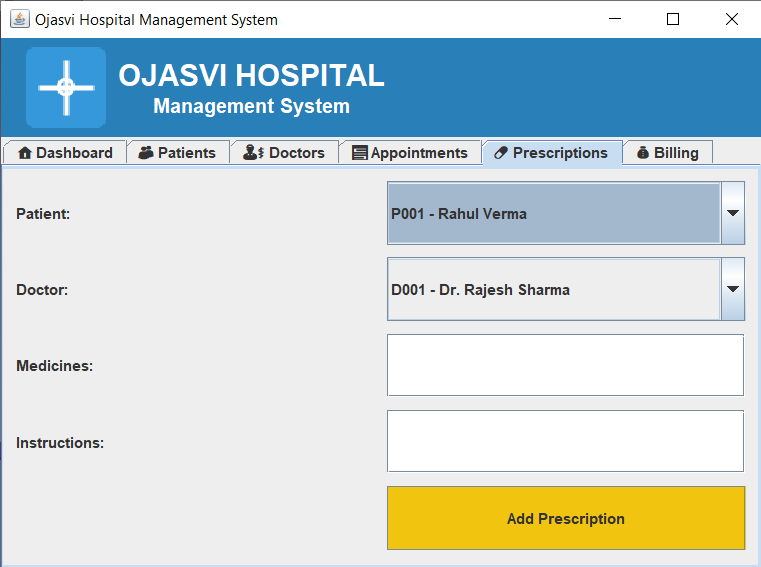 Ojasvi Hospital Management System
OJASVI HOSPITAL
Management System
Dashboard Patients $ Doctors Appointments Prescriptions Billing
Patient: P001 - Rahul Verma
Doctor: D001 - Dr. Rajesh Sharma
Medicines:
Instructions:
Add Prescription